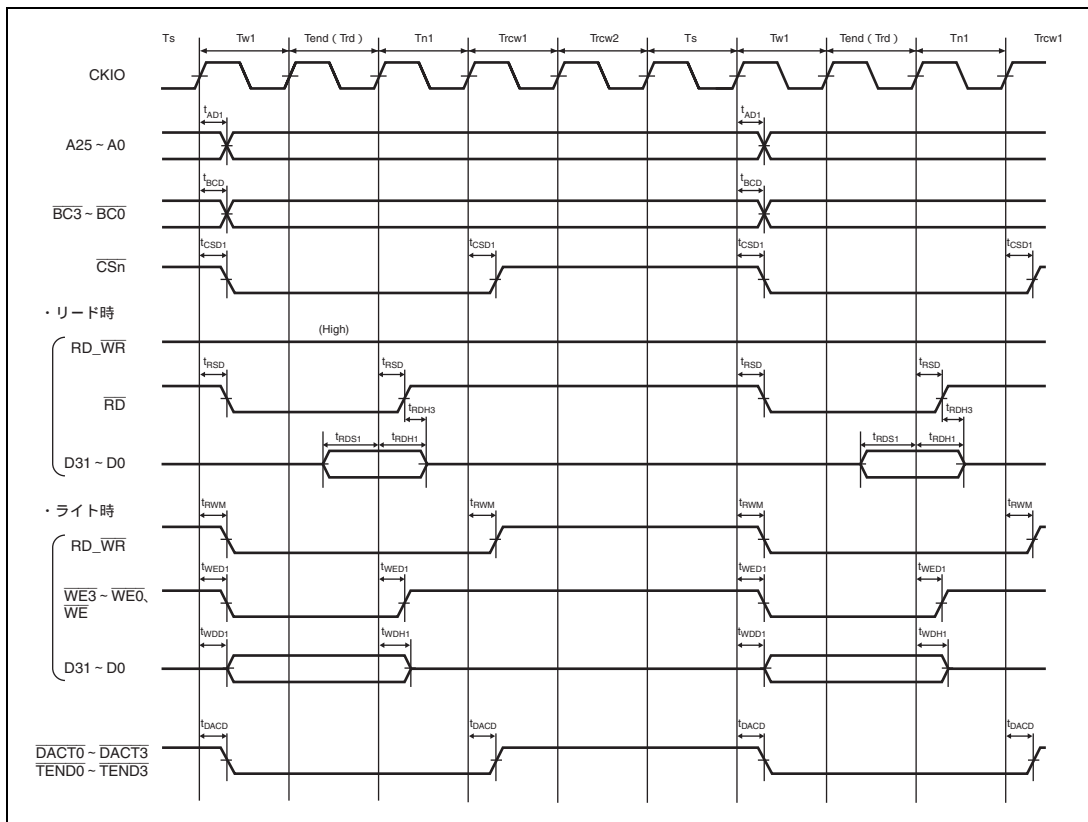 Ts Tw1 Tend ( Trd ) Tn1 Trcw1 Trcw2 Ts Tw1 Tend ( Trd ) Tn1 Trcw1
CKIO
tAD1 tAD1
A25 ~ A0
tBCD tBCD
BC3 ~ BC0
tCSD1 tCSD1 tCSD1 tCSD1
CSn
・リード時
(High)
RD_WR
tRSD tRSD tRSD tRSD
RD
tRDH3 tRDH3
tRDS1 tRDH1 tRDS1 tRDH1
D31 ~ D0
・ライト時
tRWM tRWM tRWM tRWM
RD_WR
tWED1 tWED1 tWED1 tWED1
WE3 ~ WE0、
WE
tWDD1 tWDH1 tWDD1 tWDH1
D31 ~ D0
tDACD tDACD tDACD tDACD
DACT0 ~ DACT3
TEND0 ~ TEND3